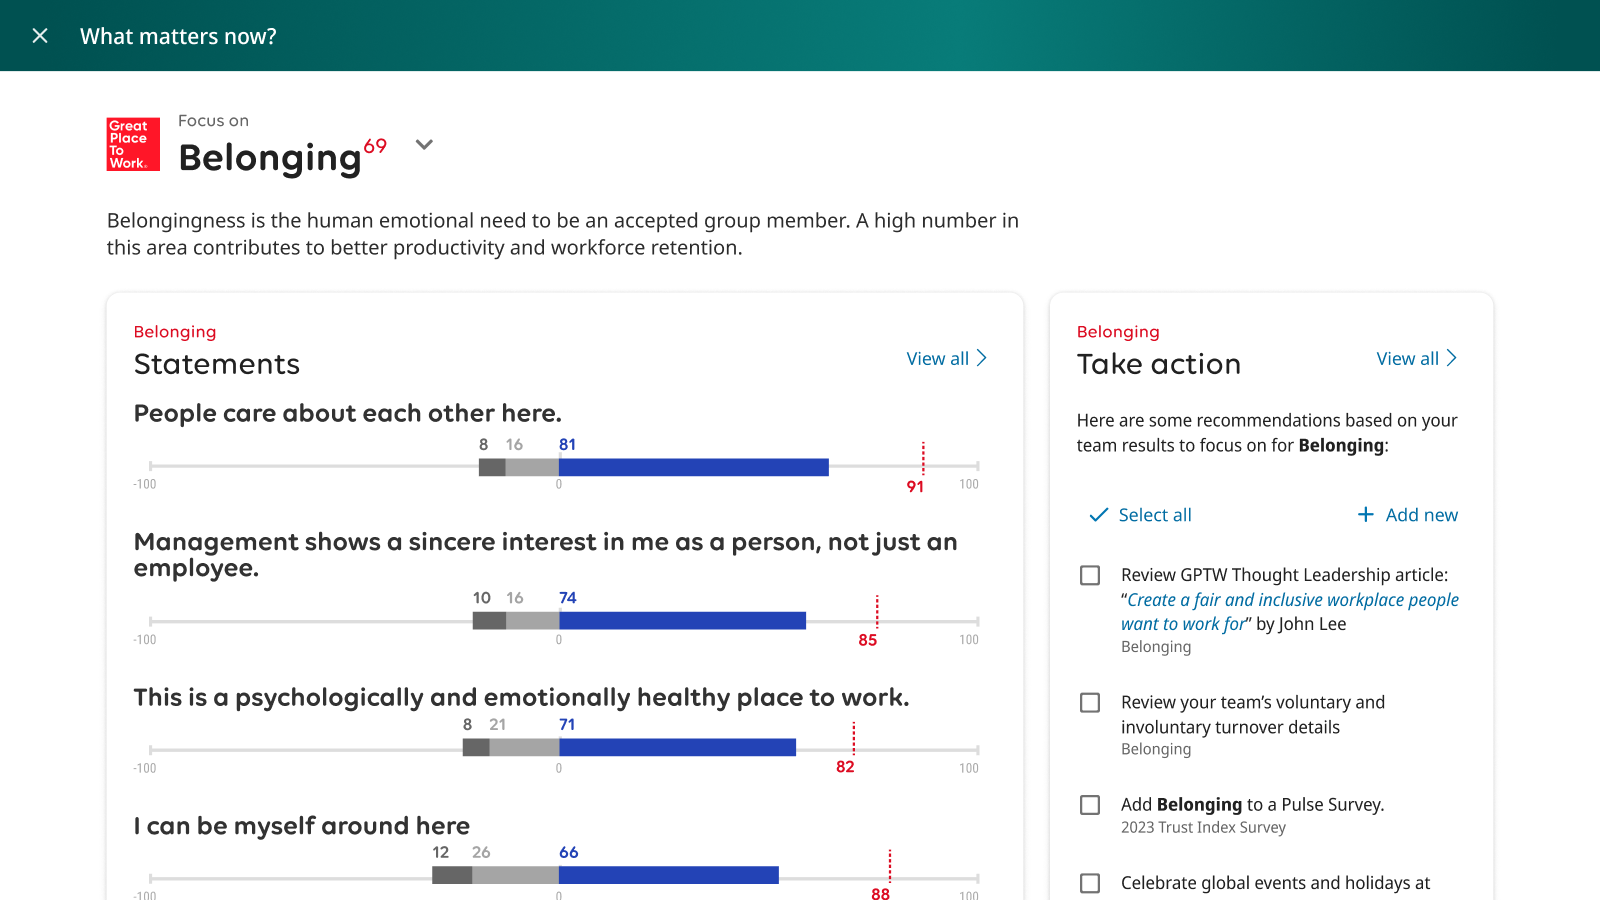 What matters now?
Great
Place
To
Work.
Focus on
Belonging 69
Belongingness is the human emotional need to be an accepted group member. A high number in
this area contributes to better productivity and workforce retention.
Belonging
Statements
View all
People care about each other here.
8 16 81
-100 0 91 100
Management shows a sincere interest in me as a person, not just an
employee.
10 16 74
-100 0 85 100
This is a psychologically and emotionally healthy place to work.
8 21 71
-100 0 82 100
I can be myself around here
12 26 66
-100 0 88 100
Belonging
Take action
View all
Here are some recommendations based on your
team results to focus on for Belonging:
Select all
Add new
Review GPTW Thought Leadership article:
“Create a fair and inclusive workplace people
want to work for” by John Lee
Belonging
Review your team’s voluntary and
involuntary turnover details
Belonging
Add Belonging to a Pulse Survey.
2023 Trust Index Survey
Celebrate global events and holidays at